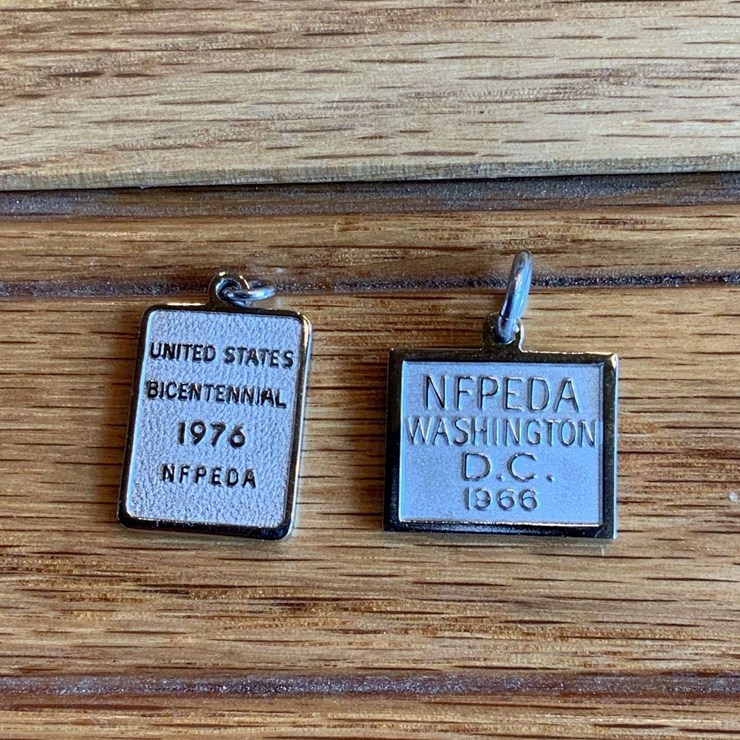 UNITED STATES
BICENTENNIAL
1976
NFPEDA
NFPEDA
WASHINGTON
D.C.
1966